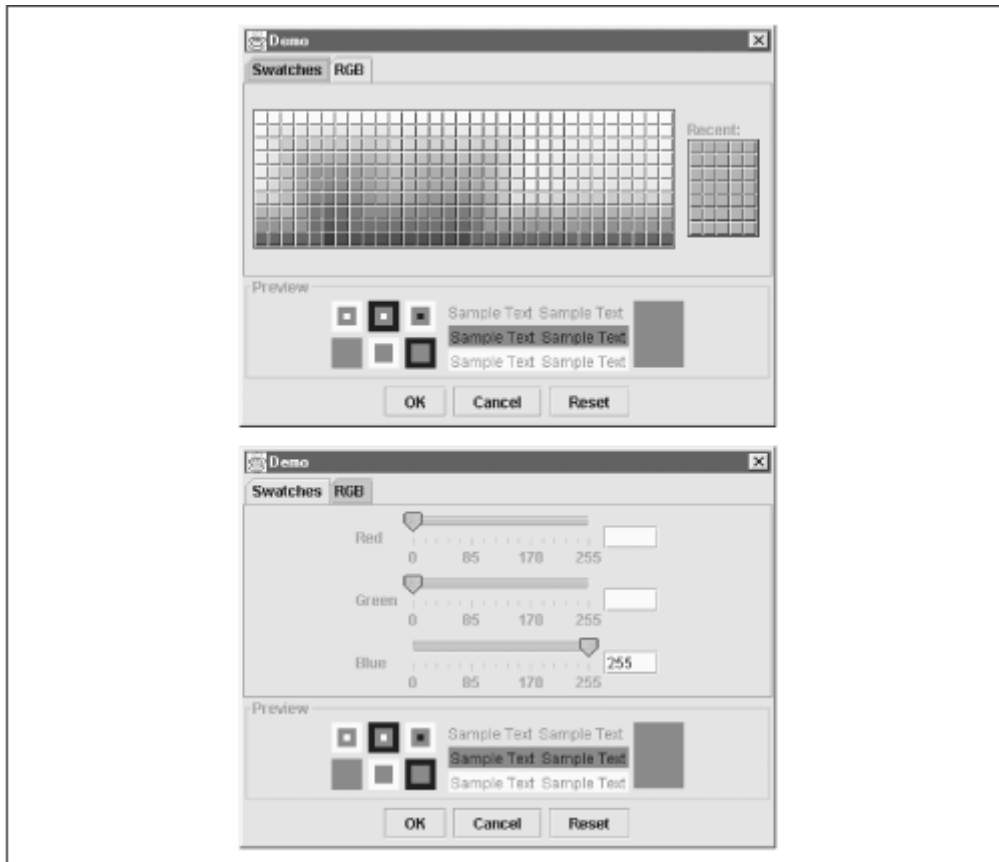 Demo
Swatches RGB
Recent:
Preview
Sample Text Sample Text
Sample Text Sample Text
Sample Text Sample Text
OK Cancel Reset
Demo
Swatches RGB
Red
0 85 170 255
Green
0 85 170 255
Blue 255
0 85 170 255
Preview
Sample Text Sample Text
Sample Text Sample Text
Sample Text Sample Text
OK Cancel Reset